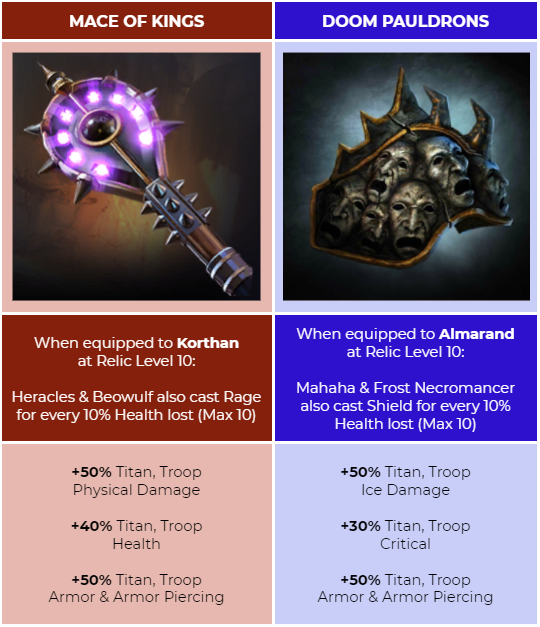 MACE OF KINGS
When equipped to Korthan
at Relic Level 10:
Heracles & Beowulf also cast Rage
for every 10% Health lost (Max 10)
+50% Titan, Troop
Physical Damage
+40% Titan, Troop
Health
+50% Titan, Troop
Armor & Armor Piercing
DOOM PAULDRONS
When equipped to Almarand
at Relic Level 10:
Mahaha & Frost Necromancer
also cast Shield for every 10%
Health lost (Max 10)
+50% Titan, Troop
Ice Damage
+30% Titan, Troop
Critical
+50% Titan, Troop
Armor & Armor Piercing